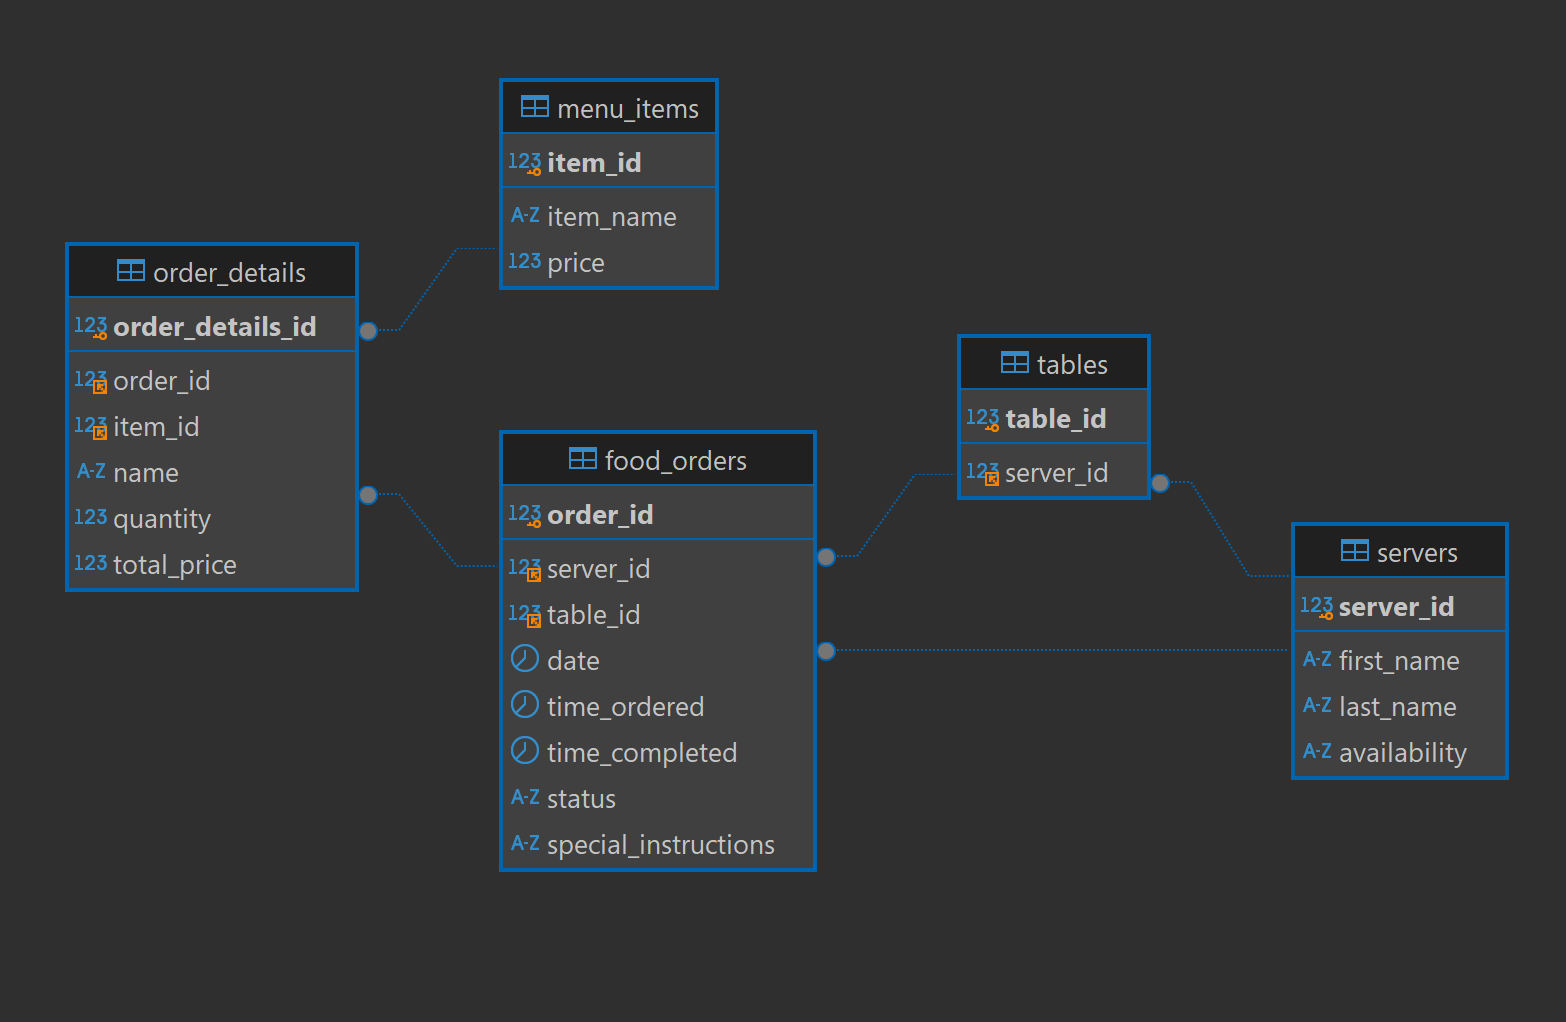 menu_items
123 item_id
A-Z item_name
123 price
order_details
123 order_details_id
123 order_id
123 item_id
A-Z name
123 quantity
123 total_price
food_orders
123 order_id
123 server_id
123 table_id
date
time_ordered
time_completed
A-Z status
A-Z special_instructions
tables
123 table_id
123 server_id
servers
123 server_id
A-Z first_name
A-Z last_name
A-Z availability